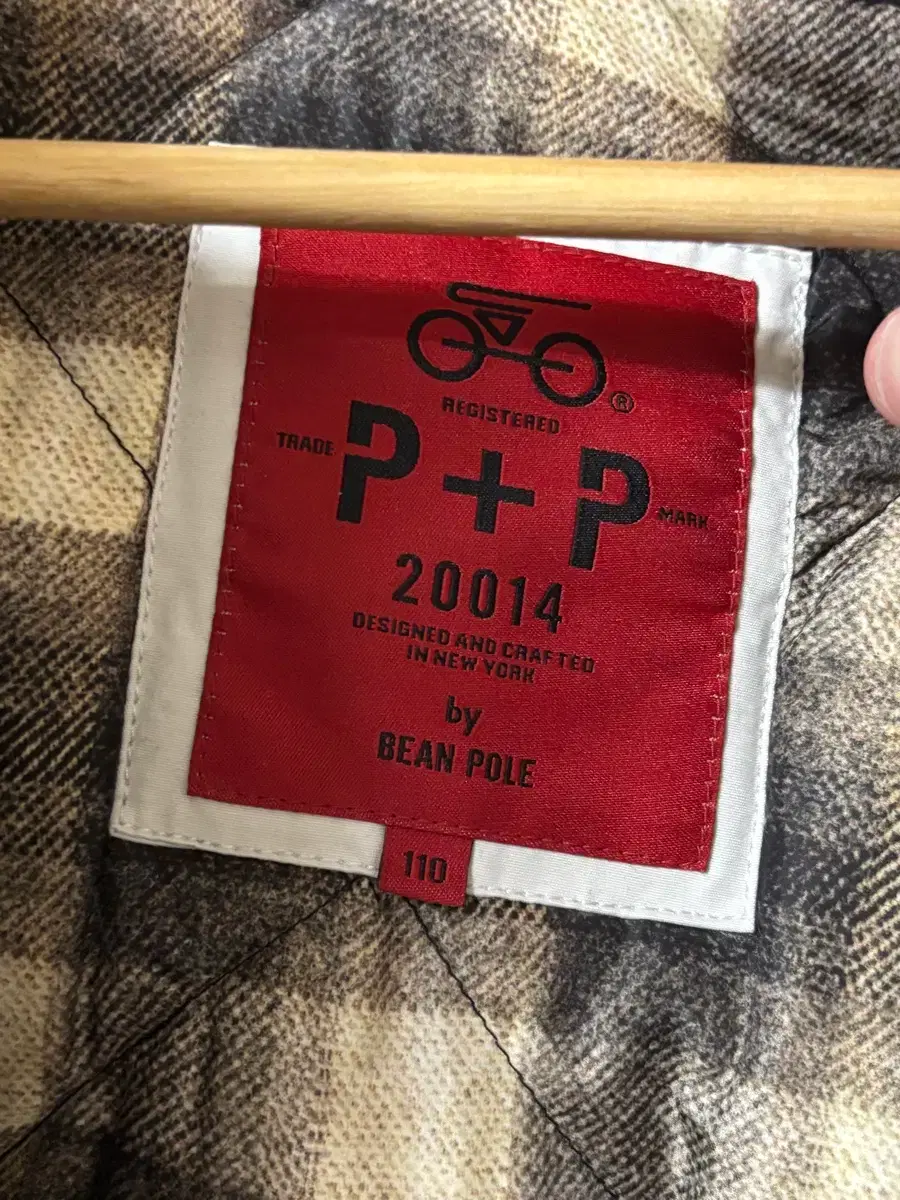 ®
REGISTERED
TRADE P + P MARK
20014
DESIGNED AND CRAFTED
IN NEW YORK
by
BEAN POLE
110